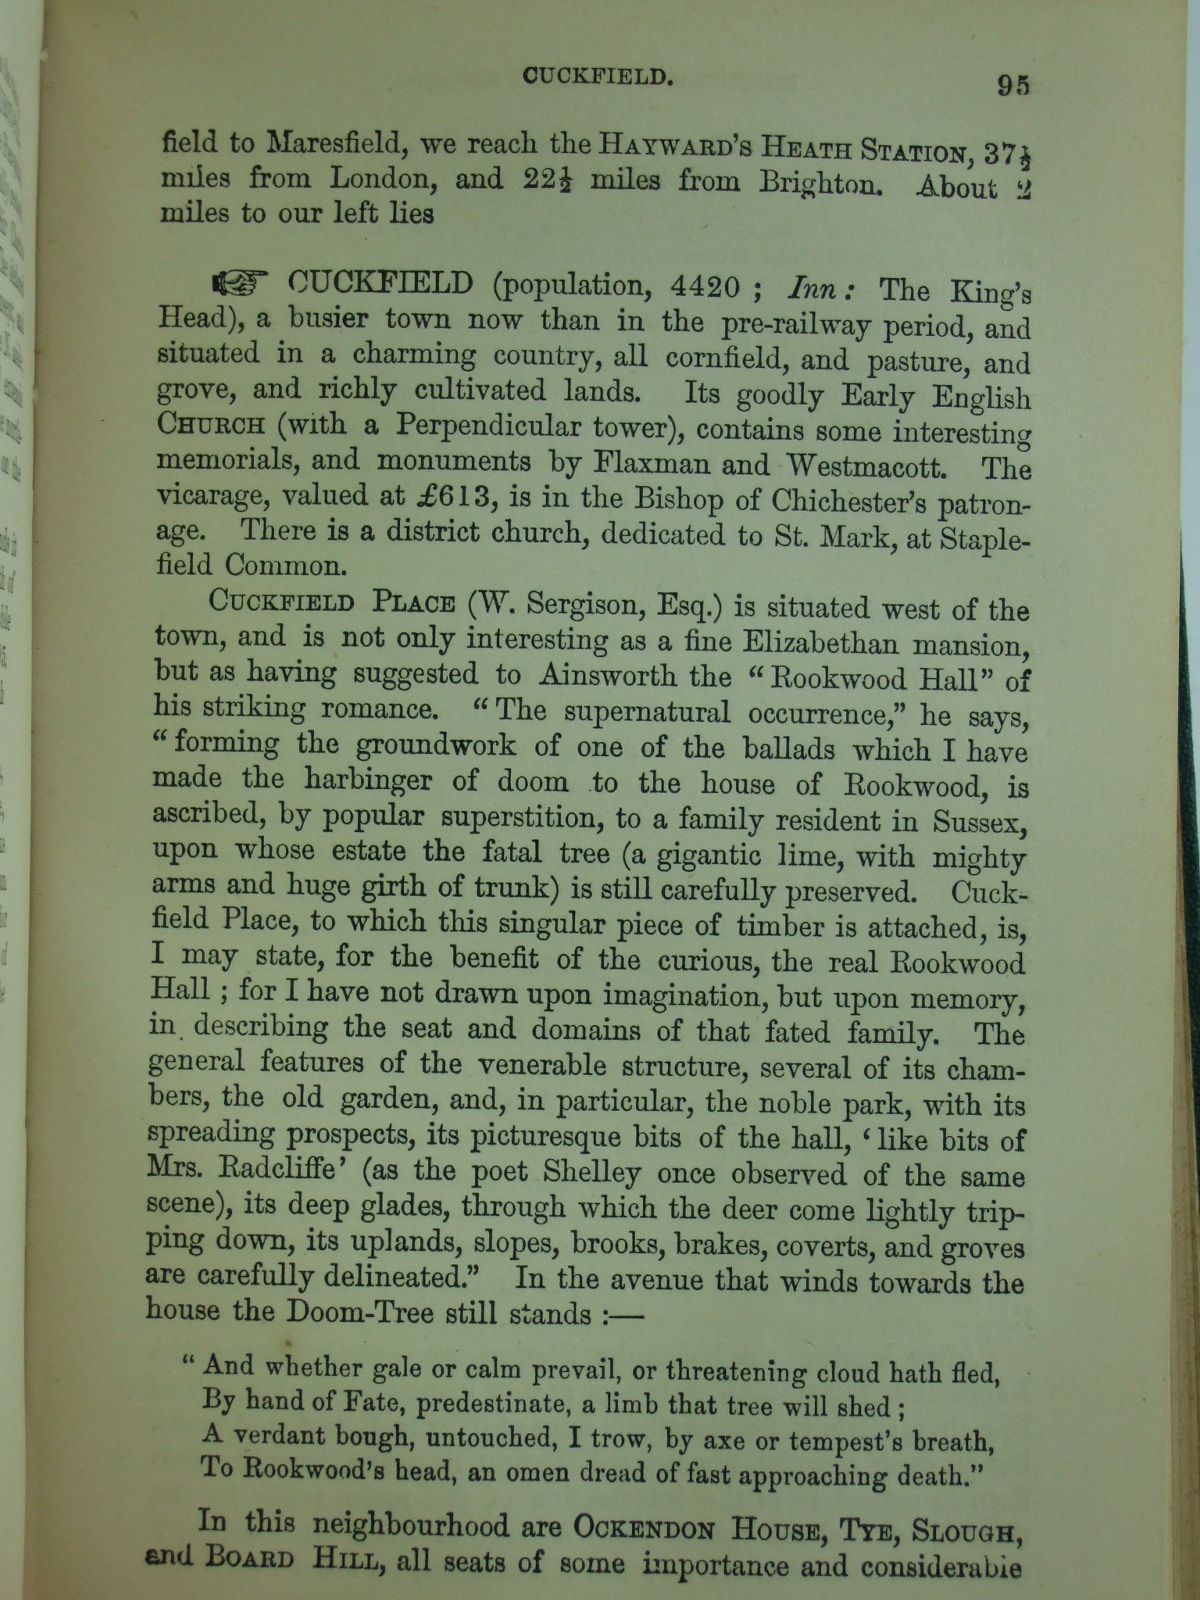 CUCKFIELD. 95
field to Maresfield, we reach the HAYWARD'S HEATH STATION, 37½
miles from London, and 22½ miles from Brighton. About 2
miles to our left lies
☞ CUCKFIELD (population, 4420 ; Inn : The King's
Head), a busier town now than in the pre-railway period, and
situated in a charming country, all cornfield, and pasture, and
grove, and richly cultivated lands. Its goodly Early English
CHURCH (with a Perpendicular tower), contains some interesting
memorials, and monuments by Flaxman and Westmacott. The
vicarage, valued at £613, is in the Bishop of Chichester's patron-
age. There is a district church, dedicated to St. Mark, at Staple-
field Common.
CUCKFIELD PLACE (W. Sergison, Esq.) is situated west of the
town, and is not only interesting as a fine Elizabethan mansion,
but as having suggested to Ainsworth the “Rookwood Hall” of
his striking romance. “The supernatural occurrence,” he says,
“forming the groundwork of one of the ballads which I have
made the harbinger of doom to the house of Rookwood, is
ascribed, by popular superstition, to a family resident in Sussex,
upon whose estate the fatal tree (a gigantic lime, with mighty
arms and huge girth of trunk) is still carefully preserved. Cuck-
field Place, to which this singular piece of timber is attached, is,
I may state, for the benefit of the curious, the real Rookwood
Hall ; for I have not drawn upon imagination, but upon memory,
in describing the seat and domains of that fated family. The
general features of the venerable structure, several of its cham-
bers, the old garden, and, in particular, the noble park, with its
spreading prospects, its picturesque bits of the hall, ‘like bits of
Mrs. Radcliffe’ (as the poet Shelley once observed of the same
scene), its deep glades, through which the deer come lightly trip-
ping down, its uplands, slopes, brooks, brakes, coverts, and groves
are carefully delineated.” In the avenue that winds towards the
house the Doom-Tree still stands :—
“And whether gale or calm prevail, or threatening cloud hath fled,
By hand of Fate, predestinate, a limb that tree will shed ;
A verdant bough, untouched, I trow, by axe or tempest's breath,
To Rookwood's head, an omen dread of fast approaching death.”
In this neighbourhood are OCKENDON HOUSE, TYE, SLOUGH,
and BOARD HILL, all seats of some importance and considerable